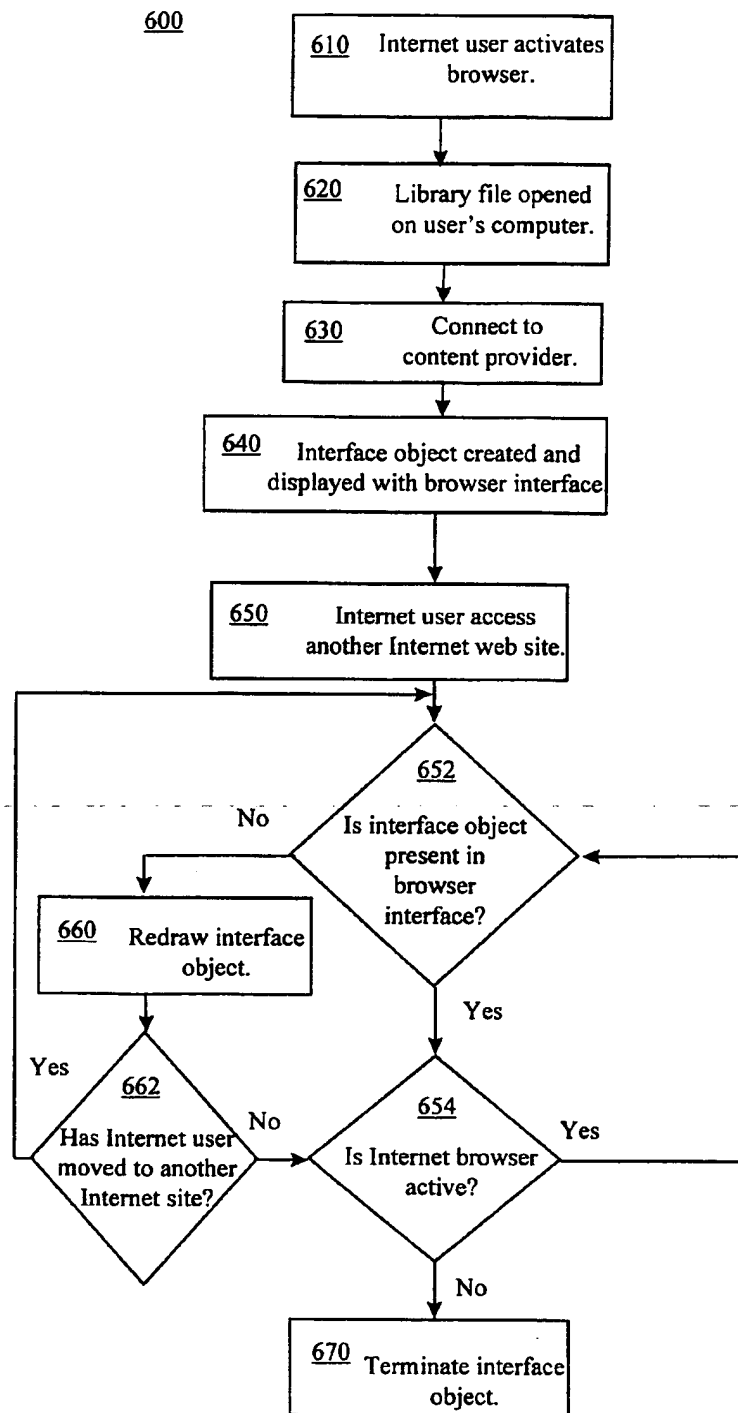 600
610 Internet user activates
browser.
620 Library file opened
on user's computer.
630 Connect to
content provider.
640 Interface object created and
displayed with browser interface
650 Internet user access
another Internet web site.
652
Is interface object
present in
browser
interface?
No
Yes
660 Redraw interface
object.
662
Has Internet user
moved to another
Internet site?
Yes
No
654
Is Internet browser
active?
Yes
No
670 Terminate interface
object.